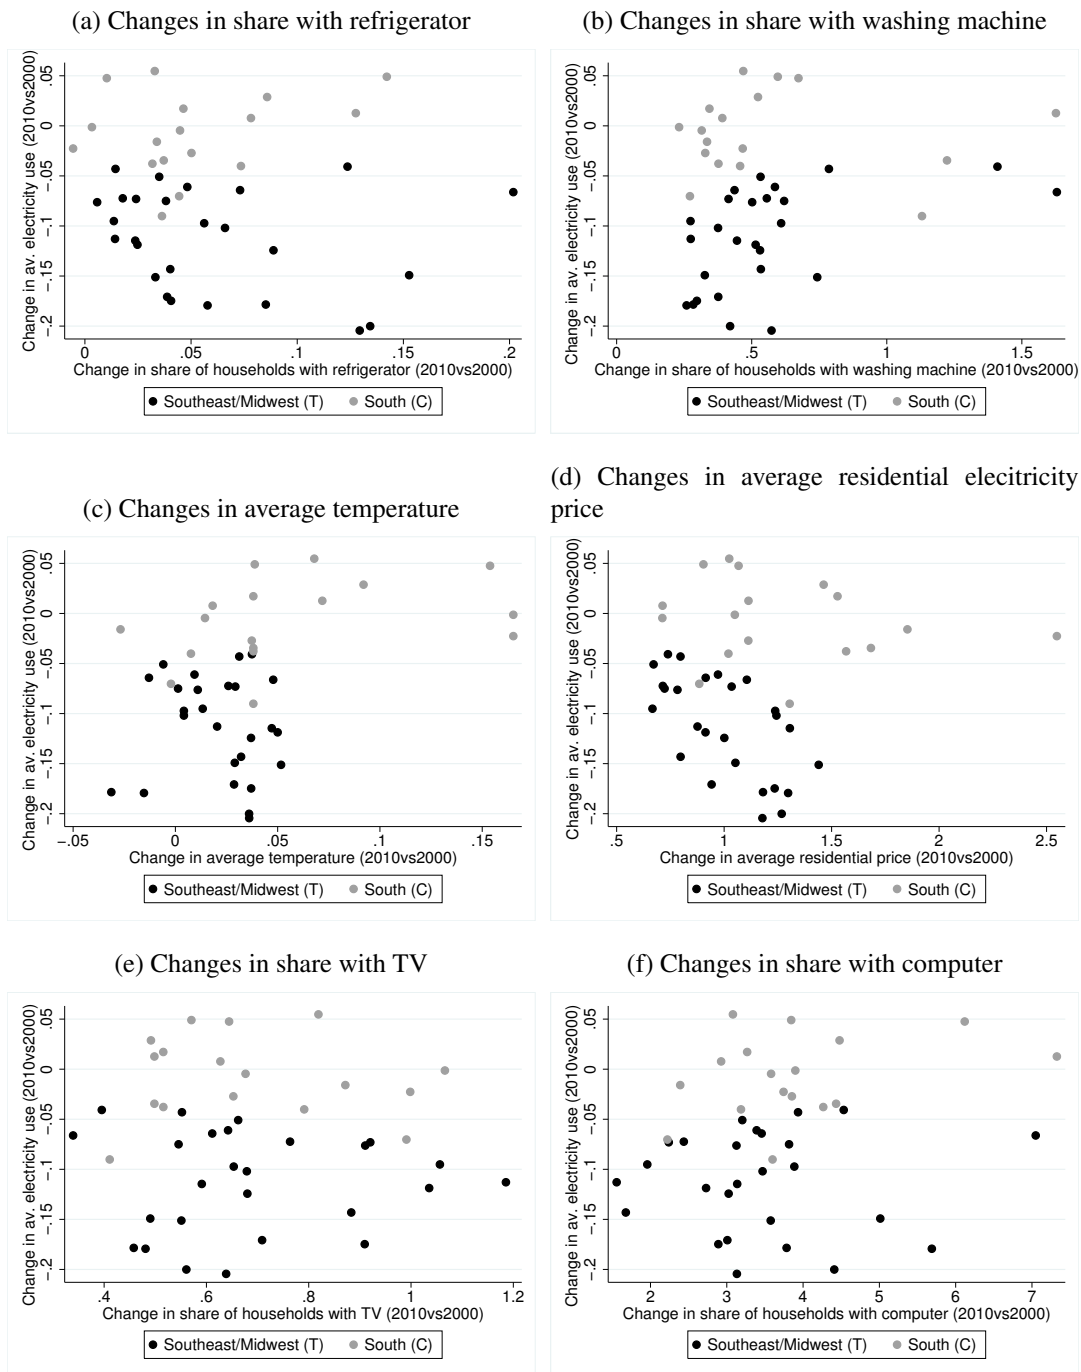 (a) Changes in share with refrigerator
Change in av. electricity use (2010vs2000)
.05
0
-.05
-.1
-.15
-.2
0
.05
.1
.15
.2
Change in share of households with refrigerator (2010vs2000)
Southeast/Midwest (T)
South (C)
(b) Changes in share with washing machine
Change in av. electricity use (2010vs2000)
.05
0
-.05
-.1
-.15
-.2
0
.5
1
1.5
Change in share of households with washing machine (2010vs2000)
Southeast/Midwest (T)
South (C)
(c) Changes in average temperature
Change in av. electricity use (2010vs2000)
.05
0
-.05
-.1
-.15
-.2
-.05
0
.05
.1
.15
Change in average temperature (2010vs2000)
Southeast/Midwest (T)
South (C)
(d) Changes in average residential elecitricity
price
Change in av. electricity use (2010vs2000)
.05
0
-.05
-.1
-.15
-.2
.5
1
1.5
2
2.5
Change in average residential price (2010vs2000)
Southeast/Midwest (T)
South (C)
(e) Changes in share with TV
Change in av. electricity use (2010vs2000)
.05
0
-.05
-.1
-.15
-.2
.4
.6
.8
1
1.2
Change in share of households with TV (2010vs2000)
Southeast/Midwest (T)
South (C)
(f) Changes in share with computer
Change in av. electricity use (2010vs2000)
.05
0
-.05
-.1
-.15
-.2
2
3
4
5
6
7
Change in share of households with computer (2010vs2000)
Southeast/Midwest (T)
South (C)